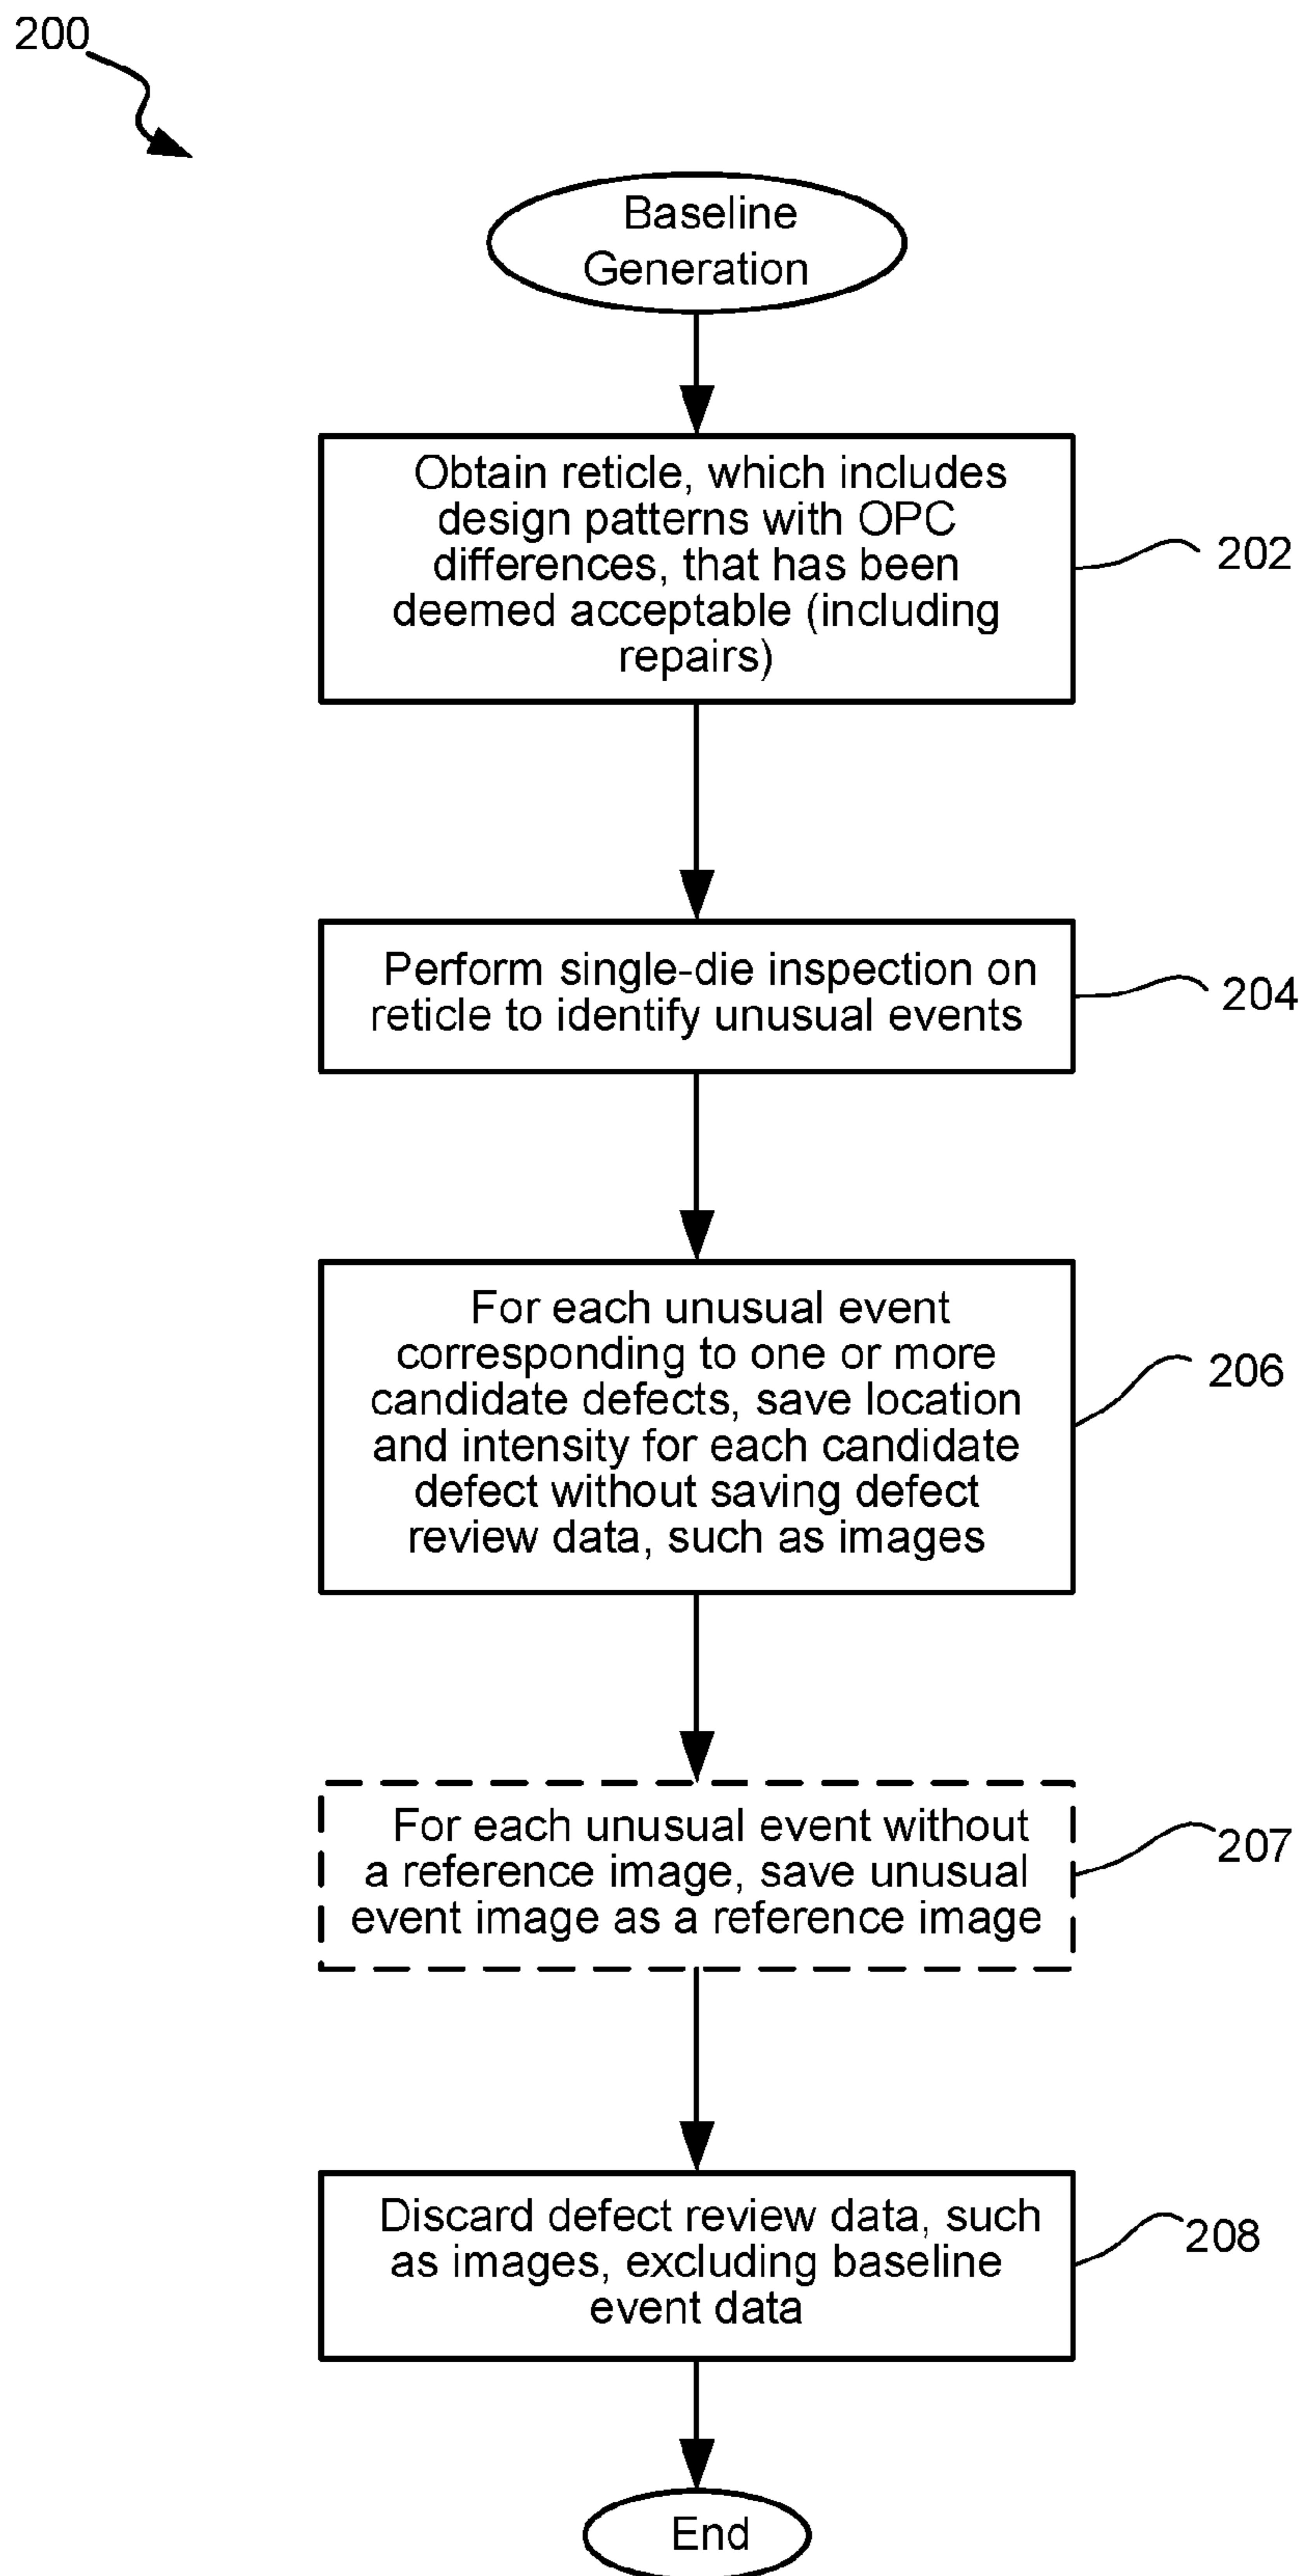 200
Baseline
Generation
Obtain reticle, which includes
design patterns with OPC
differences, that has been
deemed acceptable (including
repairs)
202
Perform single-die inspection on
reticle to identify unusual events
204
For each unusual event
corresponding to one or more
candidate defects, save location
and intensity for each candidate
defect without saving defect
review data, such as images
206
For each unusual event without
a reference image, save unusual
event image as a reference image
207
Discard defect review data, such
as images, excluding baseline
event data
208
End